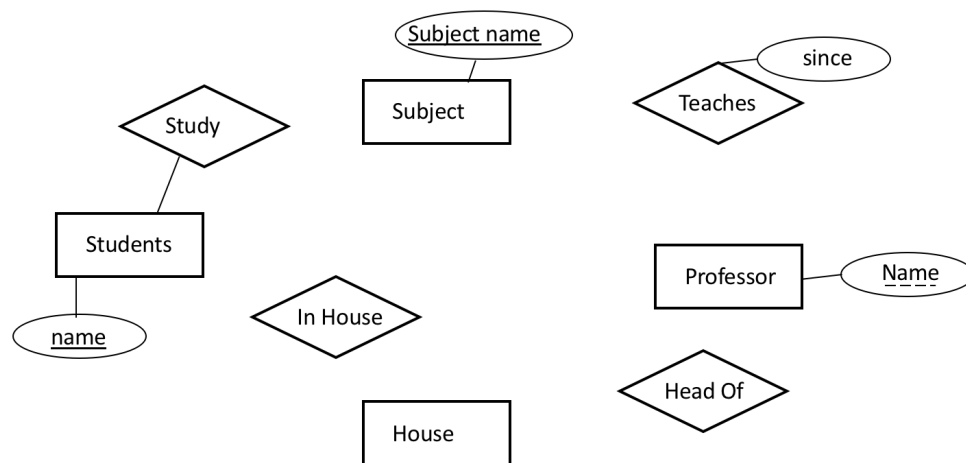 Subject name
since
Subject
Teaches
Study
Students
Professor
Name
In House
name
Head Of
House